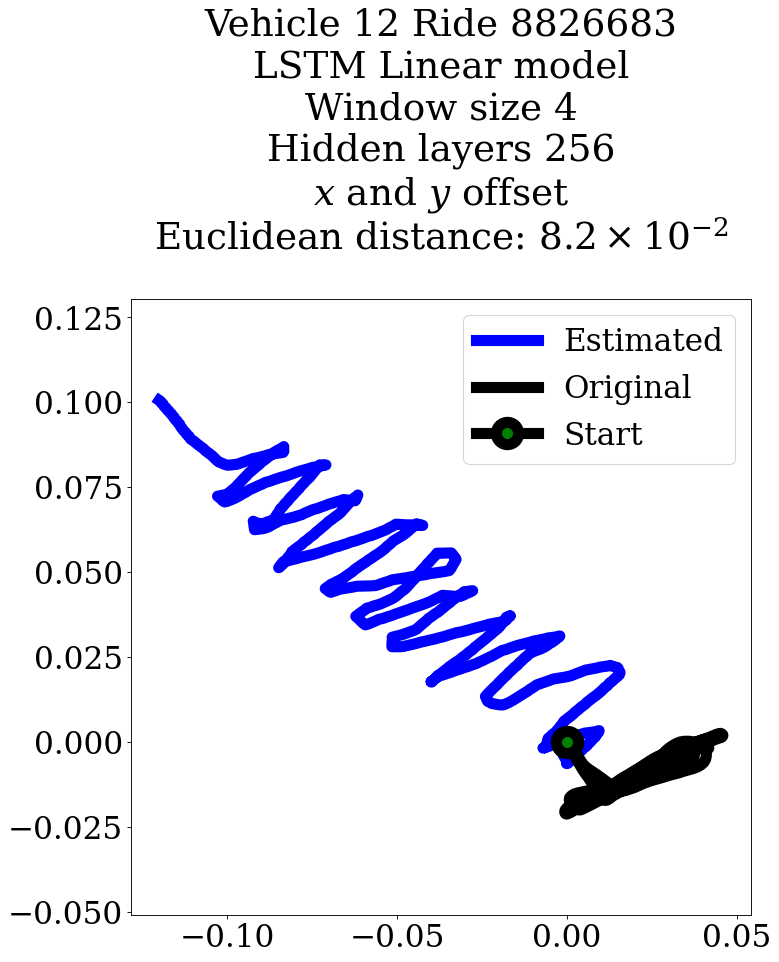 Vehicle 12 Ride 8826683
LSTM Linear model
Window size 4
Hidden layers 256
x and y offset
Euclidean distance: 8.2 × 10⁻²
Estimated
Original
Start
0.125
0.100
0.075
0.050
0.025
0.000
−0.025
−0.050
−0.10 −0.05 0.00 0.05